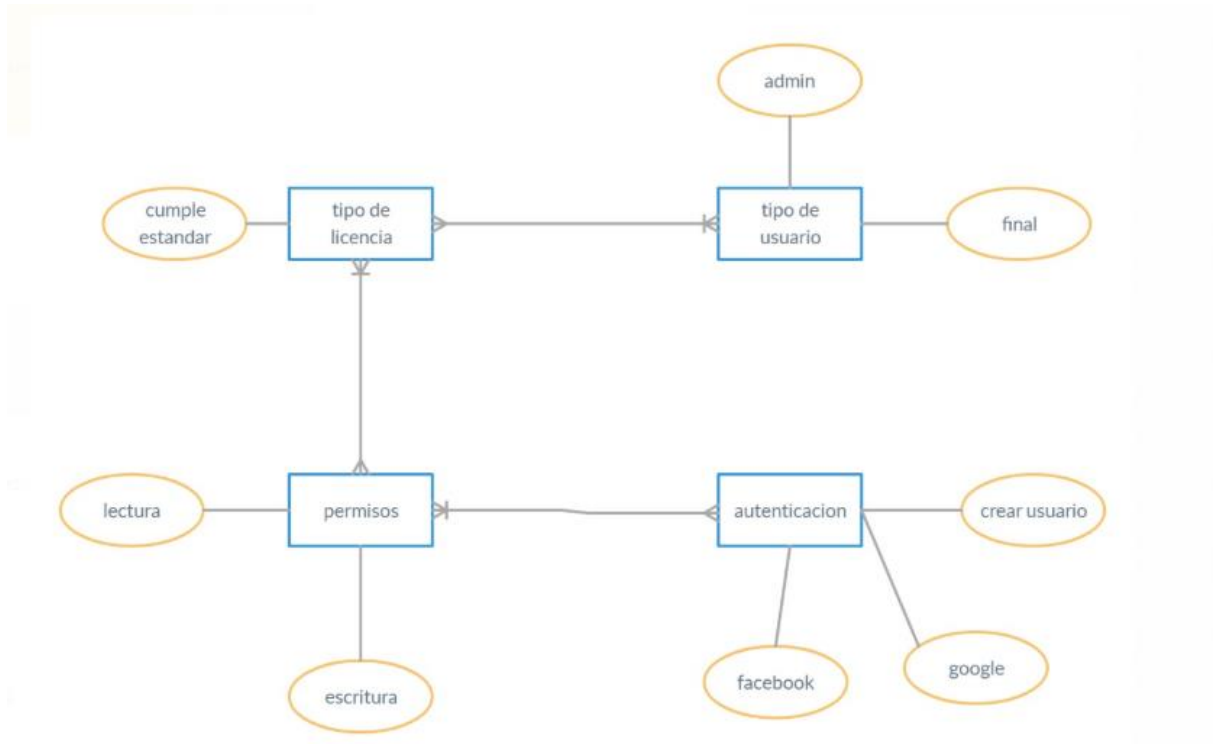 admin
cumple
estandar
tipo de
licencia
tipo de
usuario
final
lectura
permisos
autenticacion
crear usuario
escritura
facebook
google